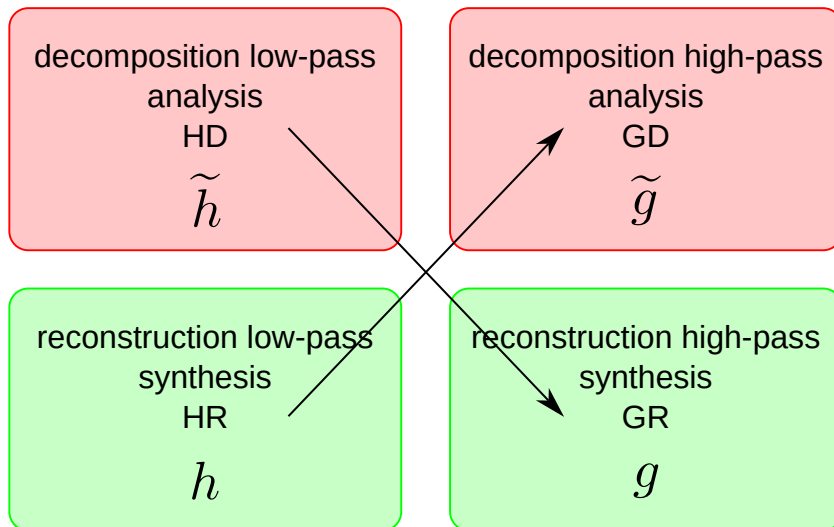 decomposition low-pass
analysis
HD
h̃
decomposition high-pass
analysis
GD
g̃
reconstruction low-pass
synthesis
HR
h
reconstruction high-pass
synthesis
GR
g